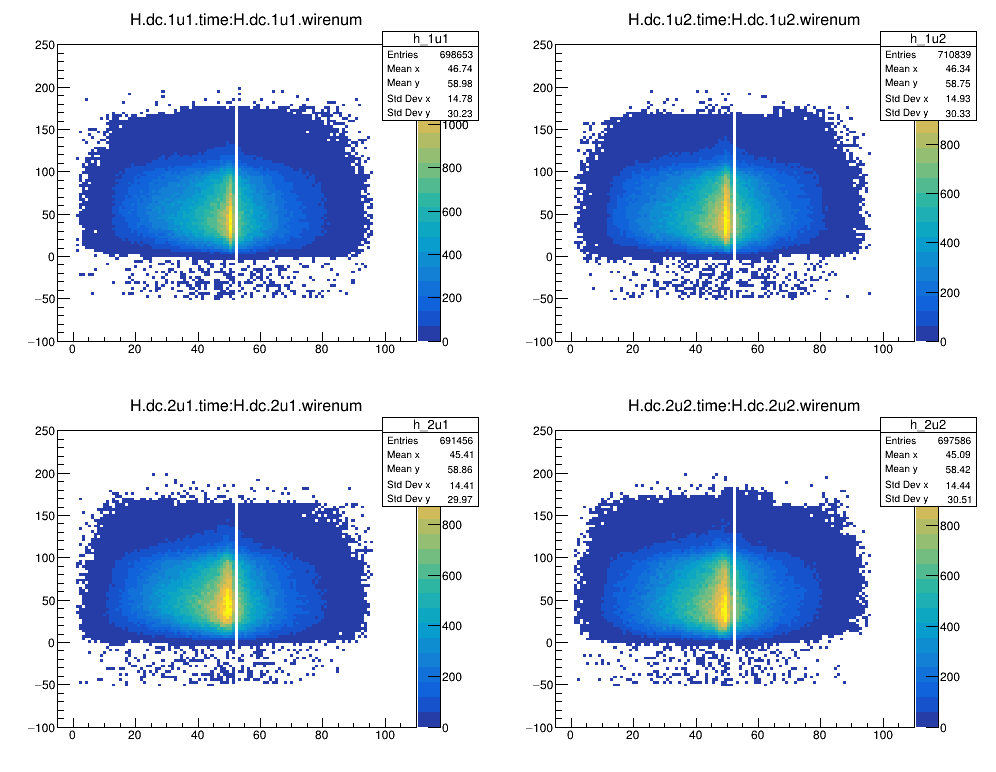 H.dc.1u1.time:H.dc.1u1.wirenum
h_1u1
Entries 698653
Mean x 46.74
Mean y 58.98
Std Dev x 14.78
Std Dev y 30.23
250
200
150
100
50
0
−50
−100
0 20 40 60 80 100
1000
800
600
400
200
0
H.dc.1u2.time:H.dc.1u2.wirenum
h_1u2
Entries 710839
Mean x 46.34
Mean y 58.75
Std Dev x 14.93
Std Dev y 30.33
250
200
150
100
50
0
−50
−100
0 20 40 60 80 100
800
600
400
200
0
H.dc.2u1.time:H.dc.2u1.wirenum
h_2u1
Entries 691456
Mean x 45.41
Mean y 58.86
Std Dev x 14.41
Std Dev y 29.97
250
200
150
100
50
0
−50
−100
0 20 40 60 80 100
800
600
400
200
0
H.dc.2u2.time:H.dc.2u2.wirenum
h_2u2
Entries 697586
Mean x 45.09
Mean y 58.42
Std Dev x 14.44
Std Dev y 30.51
250
200
150
100
50
0
−50
−100
0 20 40 60 80 100
800
600
400
200
0